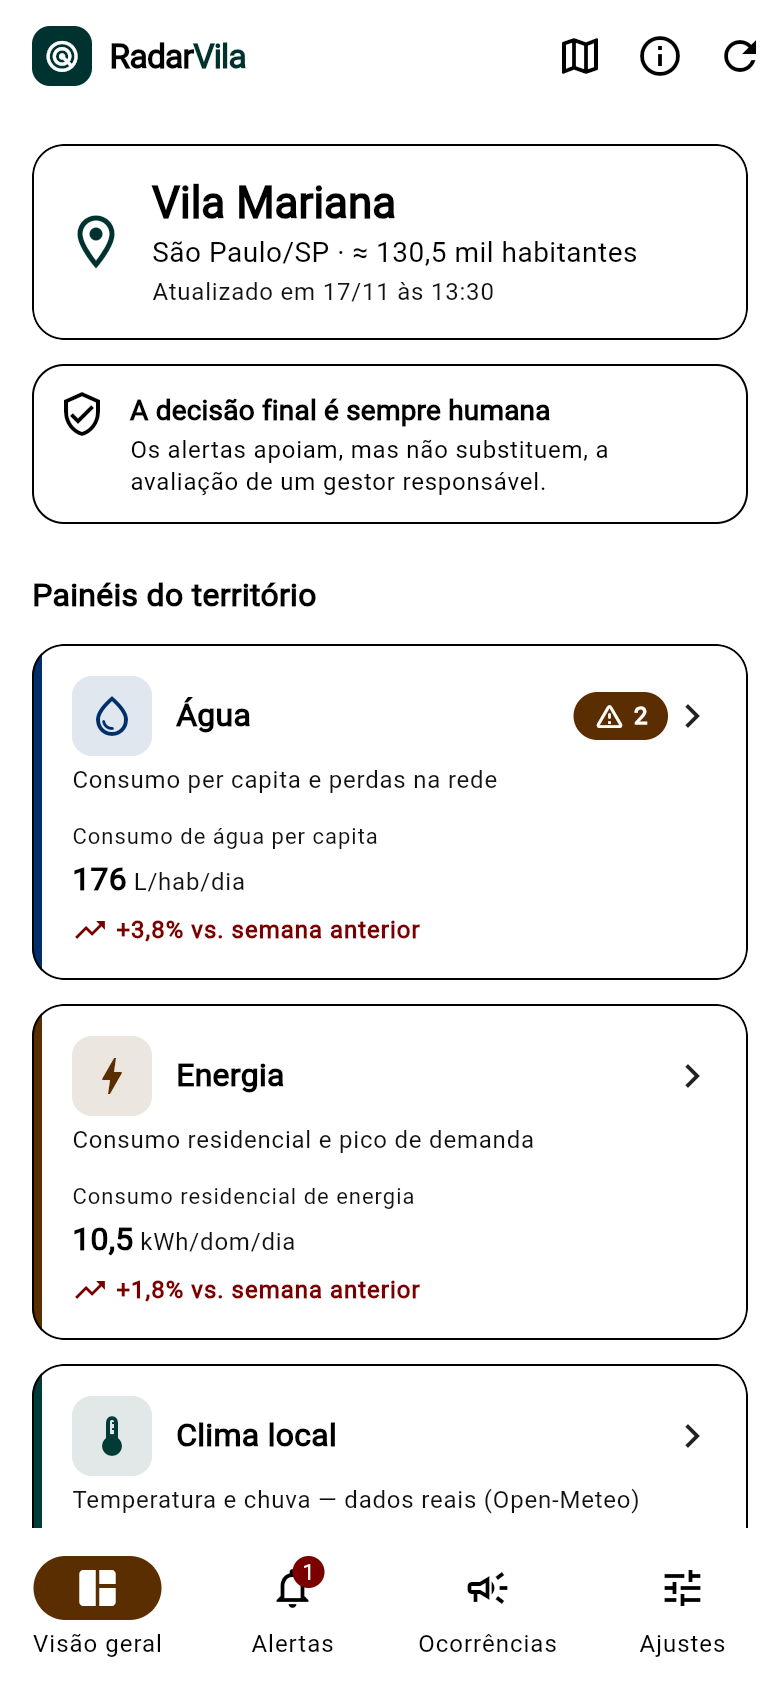 RadarVila
Vila Mariana
São Paulo/SP · ≈ 130,5 mil habitantes
Atualizado em 17/11 às 13:30
A decisão final é sempre humana
Os alertas apoiam, mas não substituem, a
avaliação de um gestor responsável.
Painéis do território
Água
2
Consumo per capita e perdas na rede
Consumo de água per capita
176 L/hab/dia
+3,8% vs. semana anterior
Energia
Consumo residencial e pico de demanda
Consumo residencial de energia
10,5 kWh/dom/dia
+1,8% vs. semana anterior
Clima local
Temperatura e chuva — dados reais (Open-Meteo)
1
Visão geral
Alertas
Ocorrências
Ajustes